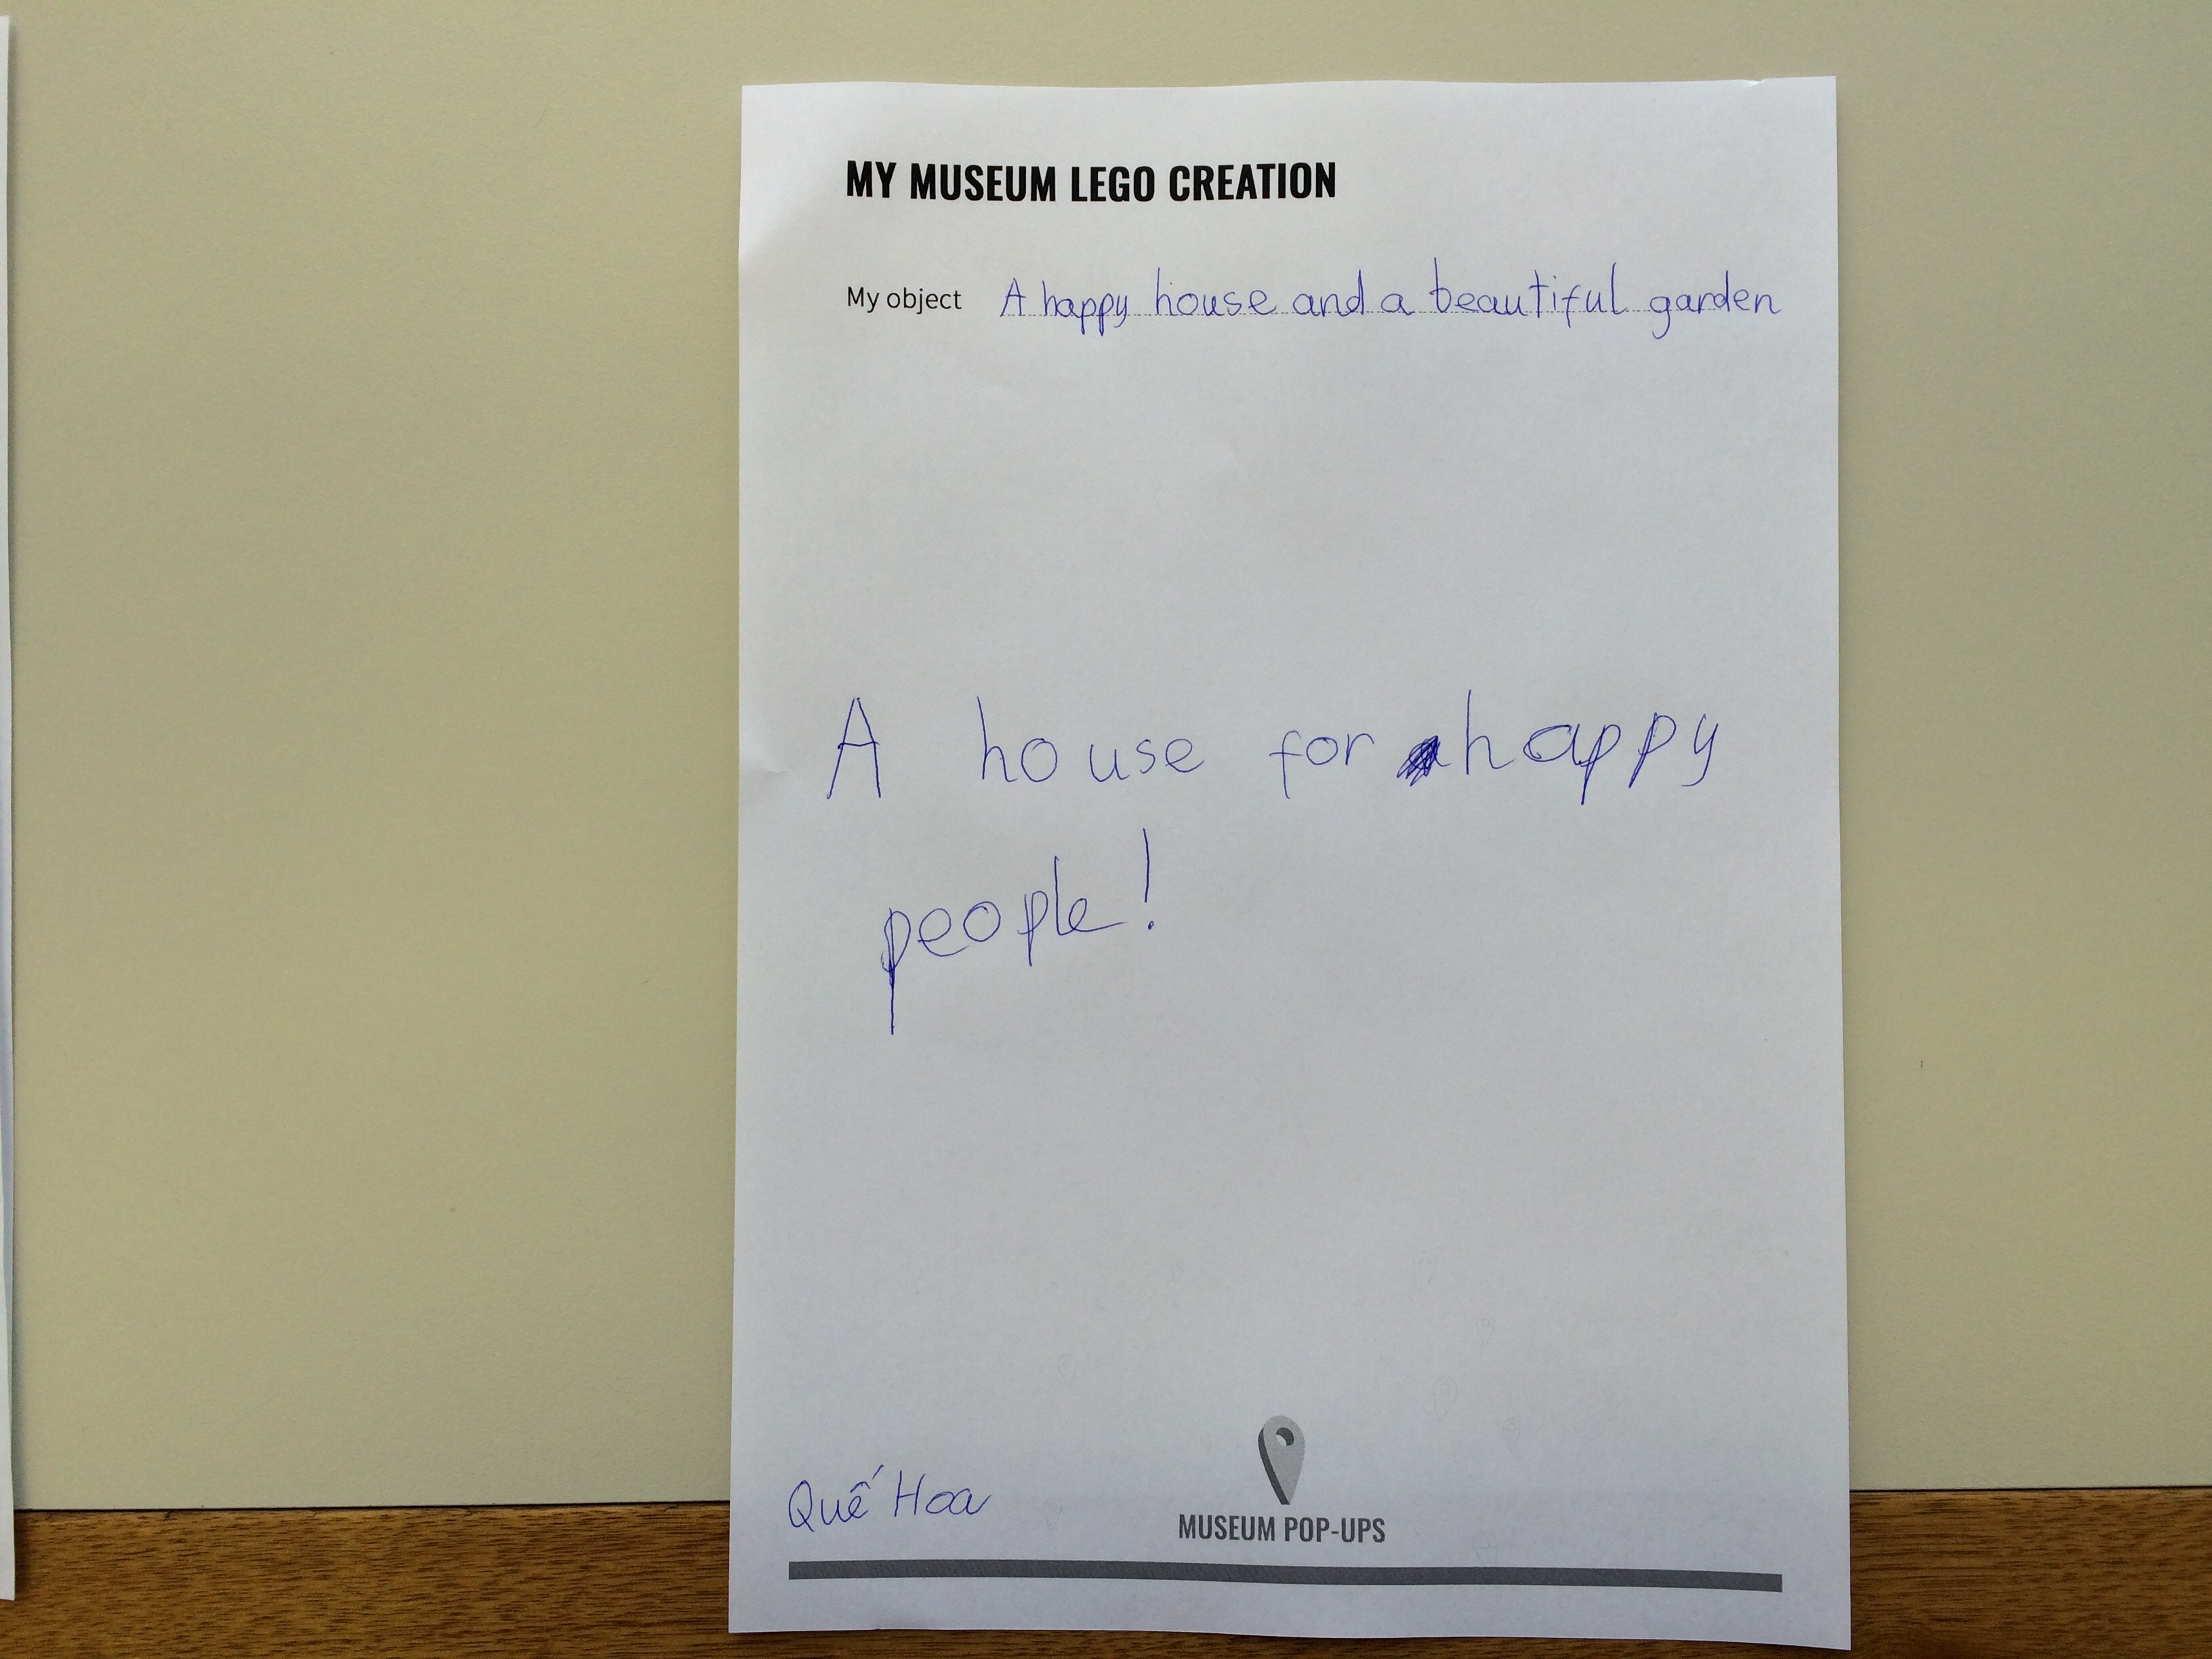 MY MUSEUM LEGO CREATION
My object A happy house and a beautiful garden
A house for happy
people!
Quế Hoa
MUSEUM POP-UPS